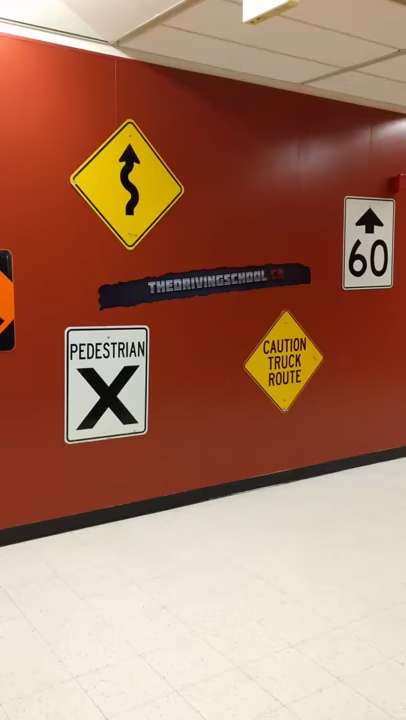 THEDRIVINGSCHOOL.CA
60
PEDESTRIAN
X
CAUTION
TRUCK
ROUTE